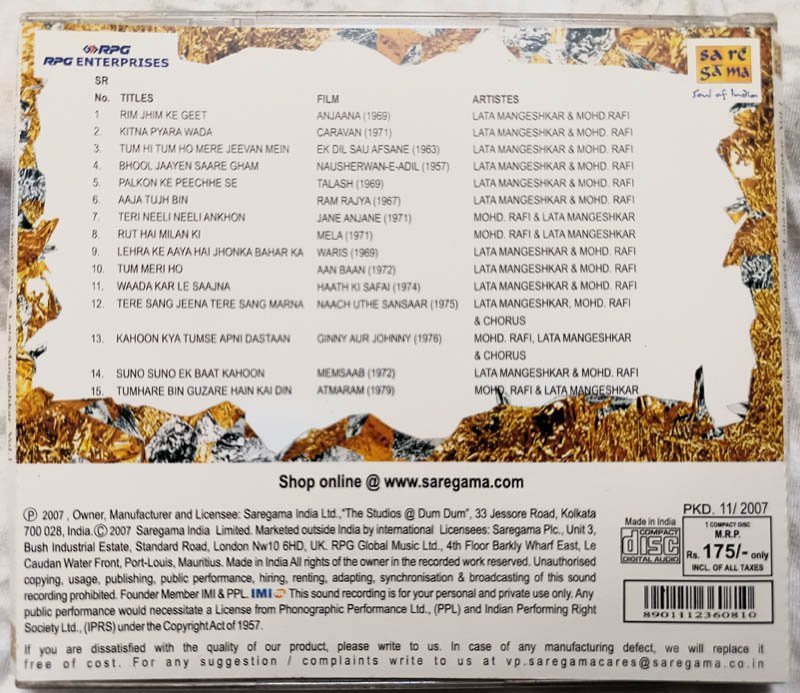 RPG
RPG ENTERPRISES
sa re
ga ma
Soul of India
SR
No. TITLES FILM ARTISTES
1 RIM JHIM KE GEET ANJAANA (1969) LATA MANGESHKAR & MOHD. RAFI
2. KITNA PYARA WADA CARAVAN (1971) LATA MANGESHKAR & MOHD. RAFI
3. TUM HI TUM HO MERE JEEVAN MEIN EK DIL SAU AFSANE (1963) LATA MANGESHKAR & MOHD. RAFI
4. BHOOL JAAYEN SAARE GHAM NAUSHERWAN-E-ADIL (1957) LATA MANGESHKAR & MOHD. RAFI
5. PALKON KE PEECHHE SE TALASH (1969) LATA MANGESHKAR & MOHD. RAFI
6. AAJA TUJH BIN RAM RAJYA (1967) LATA MANGESHKAR & MOHD. RAFI
7. TERI NEELI NEELI ANKHON JANE ANJANE (1971) MOHD. RAFI & LATA MANGESHKAR
8. RUT HAI MILAN KI MELA (1971) MOHD. RAFI & LATA MANGESHKAR
9. LEHRA KE AAYA HAI JHONKA BAHAR KA WARIS (1969) LATA MANGESHKAR & MOHD. RAFI
10. TUM MERI HO AAN BAAN (1972) LATA MANGESHKAR & MOHD. RAFI
11. WAADA KAR LE SAAJNA HAATH KI SAFAI (1974) LATA MANGESHKAR & MOHD. RAFI
12. TERE SANG JEENA TERE SANG MARNA NAACH UTHE SANSAAR (1975) LATA MANGESHKAR, MOHD. RAFI
& CHORUS
13. KAHOON KYA TUMSE APNI DASTAAN GINNY AUR JOHNNY (1976) MOHD. RAFI, LATA MANGESHKAR
& CHORUS
14. SUNO SUNO EK BAAT KAHOON MEMSAAB (1972) LATA MANGESHKAR & MOHD. RAFI
15. TUMHARE BIN GUZARE HAIN KAI DIN ATMARAM (1979) MOHD. RAFI & LATA MANGESHKAR
Shop online @ www.saregama.com
Ⓟ 2007 , Owner, Manufacturer and Licensee: Saregama India Ltd.,"The Studios @ Dum Dum", 33 Jessore Road, Kolkata
700 028, India.© 2007 Saregama India Limited. Marketed outside India by international Licensees: Saregama Plc., Unit 3,
Bush Industrial Estate, Standard Road, London Nw10 6HD, UK. RPG Global Music Ltd., 4th Floor Barkly Wharf East, Le
Caudan Water Front, Port-Louis, Mauritius. Made in India All rights of the owner in the recorded work reserved. Unauthorised
copying, usage, publishing, public performance, hiring, renting, adapting, synchronisation & broadcasting of this sound
recording prohibited. Founder Member IMI & PPL. IMI This sound recording is for your personal and private use only. Any
public performance would necessitate a License from Phonographic Performance Ltd., (PPL) and Indian Performing Right
Society Ltd., (IPRS) under the Copyright Act of 1957.
Made in India
COMPACT
disc
DIGITAL AUDIO
PKD. 11/ 2007
1 COMPACT DISC
M.R.P.
Rs. 175/- only
INCL. OF ALL TAXES
8901112360810
If you are dissatisfied with the quality of our product, please write to us. In case of any manufacturing defect, we will replace it
free of cost. For any suggestion / complaints write to us at vp.saregamacares@saregama.co.in
Lata Mangeshkar Vol. 1